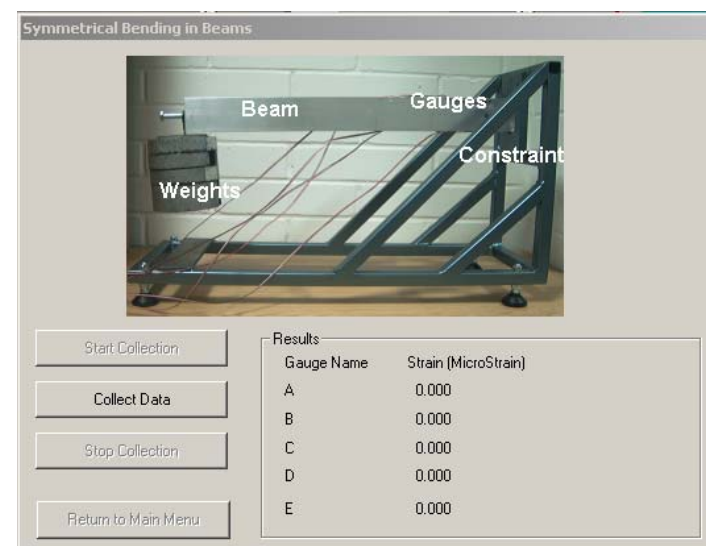 Symmetrical Bending in Beams
Beam
Gauges
Constraint
Weights
Start Collection
Collect Data
Stop Collection
Return to Main Menu
Results
Gauge Name Strain (MicroStrain)
A 0.000
B 0.000
C 0.000
D 0.000
E 0.000